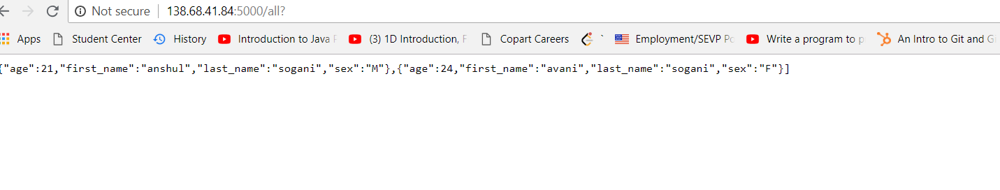 Not secure | 138.68.41.84:5000/all?
Apps Student Center History Introduction to Java (3) 1D Introduction, F Copart Careers ` Employment/SEVP Po Write a program to p An Intro to Git and Gi
{"age":21,"first_name":"anshul","last_name":"sogani","sex":"M"},{"age":24,"first_name":"avani","last_name":"sogani","sex":"F"}]